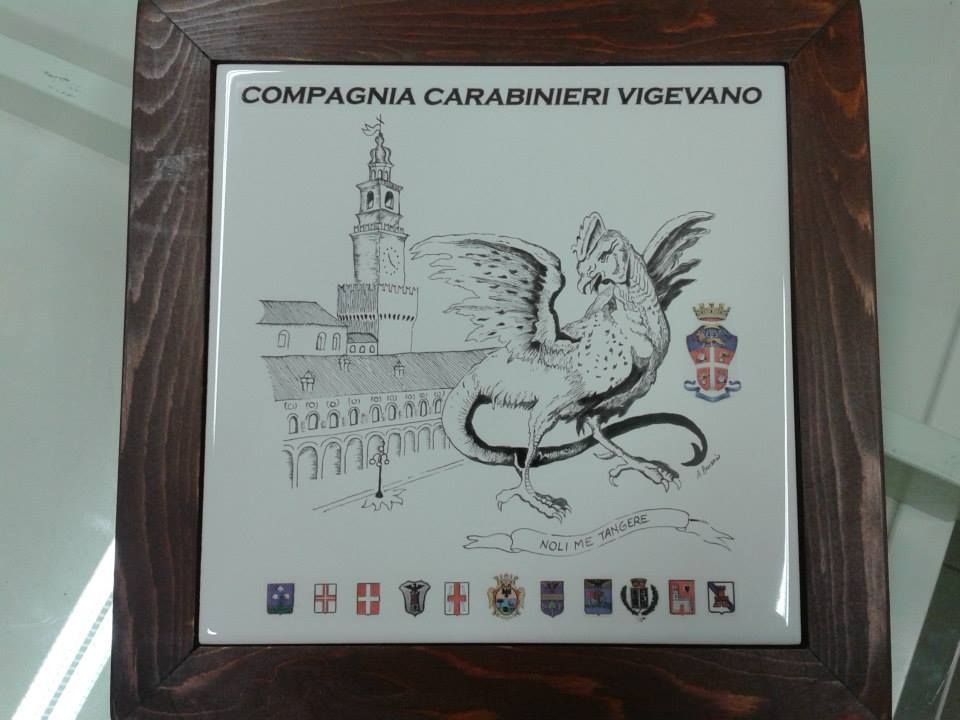 COMPAGNIA CARABINIERI VIGEVANO
NOLI ME TANGERE